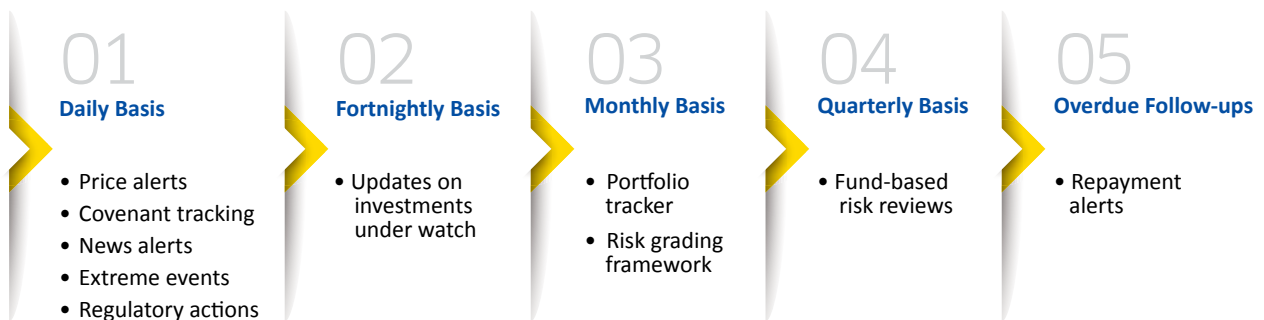 01
Daily Basis
• Price alerts
• Covenant tracking
• News alerts
• Extreme events
• Regulatory actions
02
Fortnightly Basis
• Updates on
investments
under watch
03
Monthly Basis
• Portfolio
tracker
• Risk grading
framework
04
Quarterly Basis
• Fund-based
risk reviews
05
Overdue Follow-ups
• Repayment
alerts